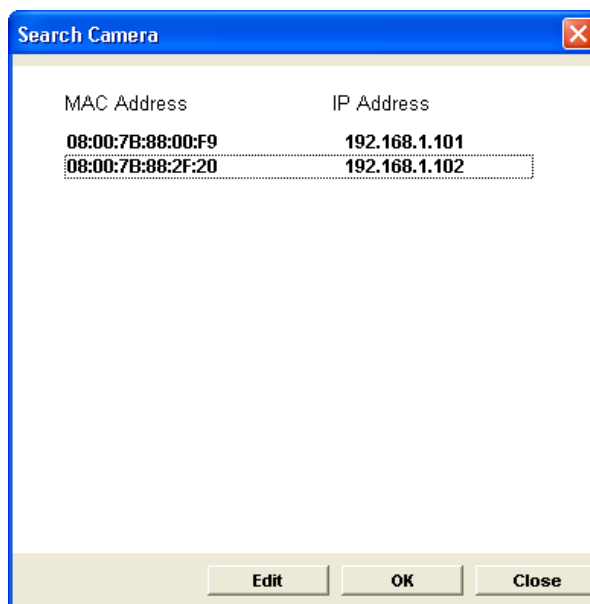 Search Camera
MAC Address IP Address
08:00:7B:88:00:F9 192.168.1.101
08:00:7B:88:2F:20 192.168.1.102
Edit OK Close